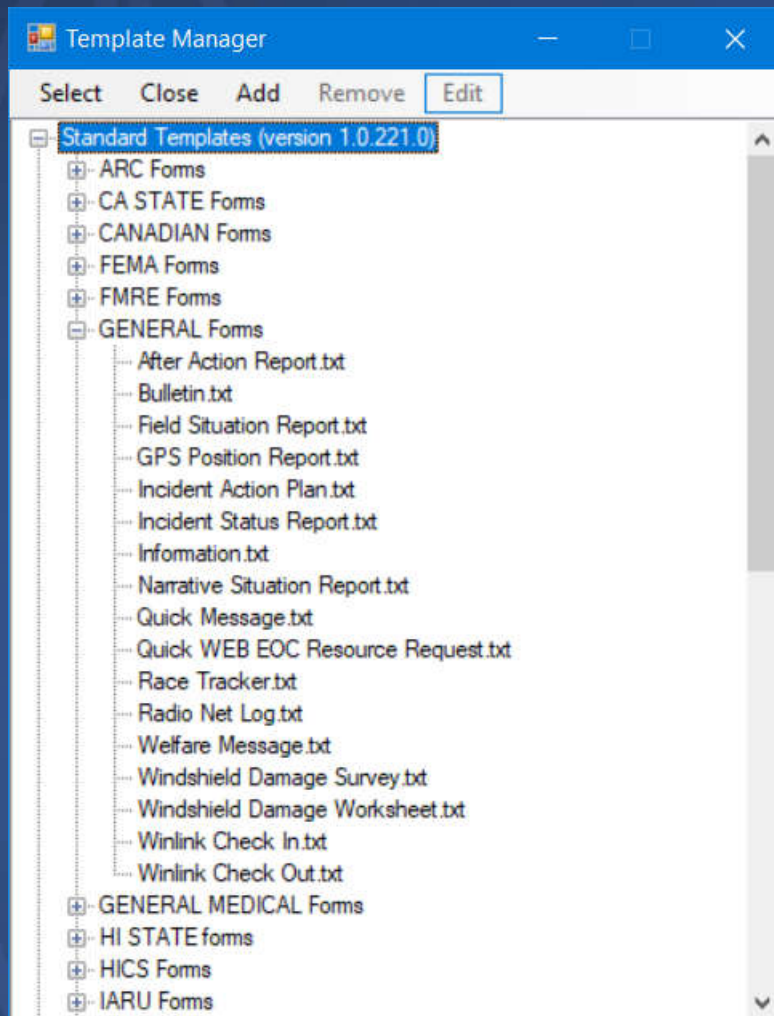 Template Manager
Select Close Add Remove Edit
Standard Templates (version 1.0.221.0)
ARC Forms
CA STATE Forms
CANADIAN Forms
FEMA Forms
FMRE Forms
GENERAL Forms
After Action Report.txt
Bulletin.txt
Field Situation Report.txt
GPS Position Report.txt
Incident Action Plan.txt
Incident Status Report.txt
Information.txt
Narrative Situation Report.txt
Quick Message.txt
Quick WEB EOC Resource Request.txt
Race Tracker.txt
Radio Net Log.txt
Welfare Message.txt
Windshield Damage Survey.txt
Windshield Damage Worksheet.txt
Winlink Check In.txt
Winlink Check Out.txt
GENERAL MEDICAL Forms
HI STATE forms
HICS Forms
IARU Forms